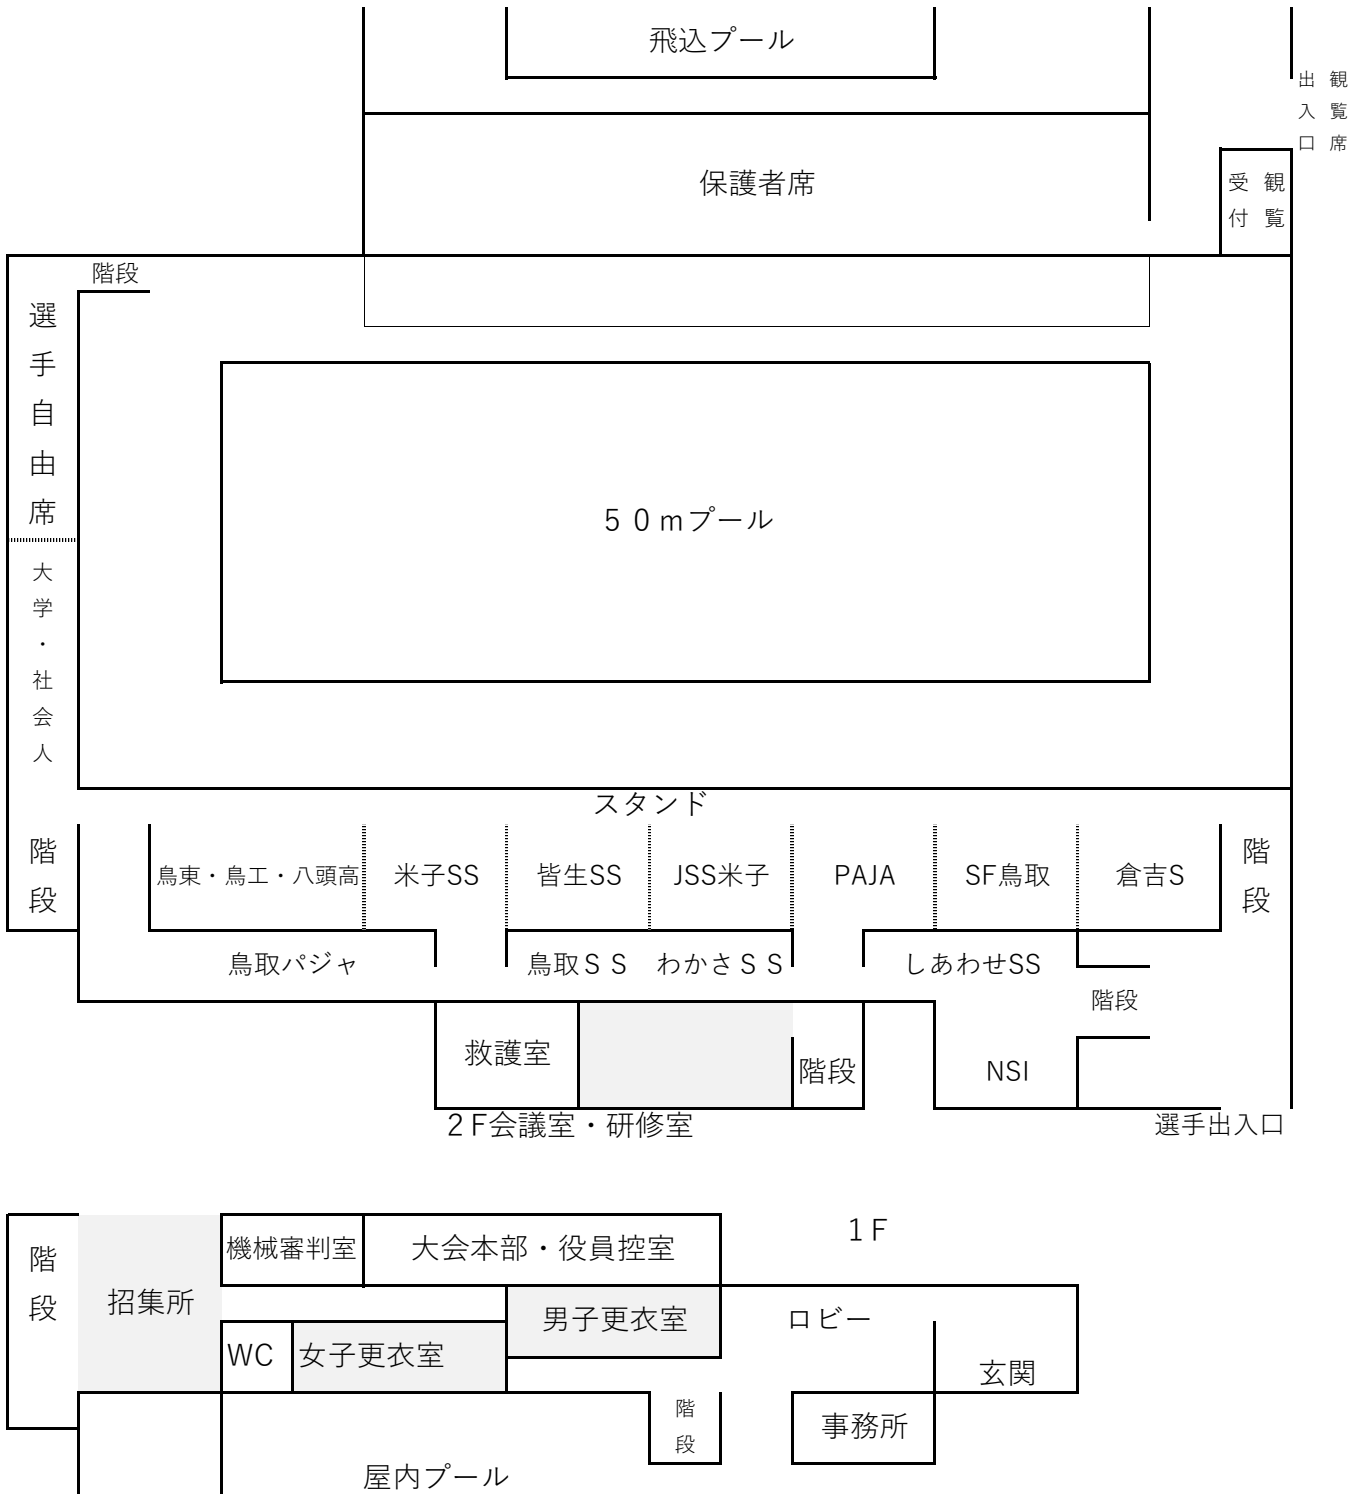 飛込プール
観覧席
出入口
保護者席
観覧
受付
階段
選手自由席
５０ｍプール
大学・社会人
スタンド
階段
鳥東・鳥工・八頭高
米子SS
皆生SS
JSS米子
PAJA
SF鳥取
倉吉S
階段
鳥取パジャ
鳥取ＳＳ
わかさＳＳ
しあわせSS
階段
救護室
階段
NSI
２F会議室・研修室
選手出入口
階段
招集所
機械審判室
大会本部・役員控室
１F
男子更衣室
ロビー
WC
女子更衣室
玄関
階段
事務所
屋内プール